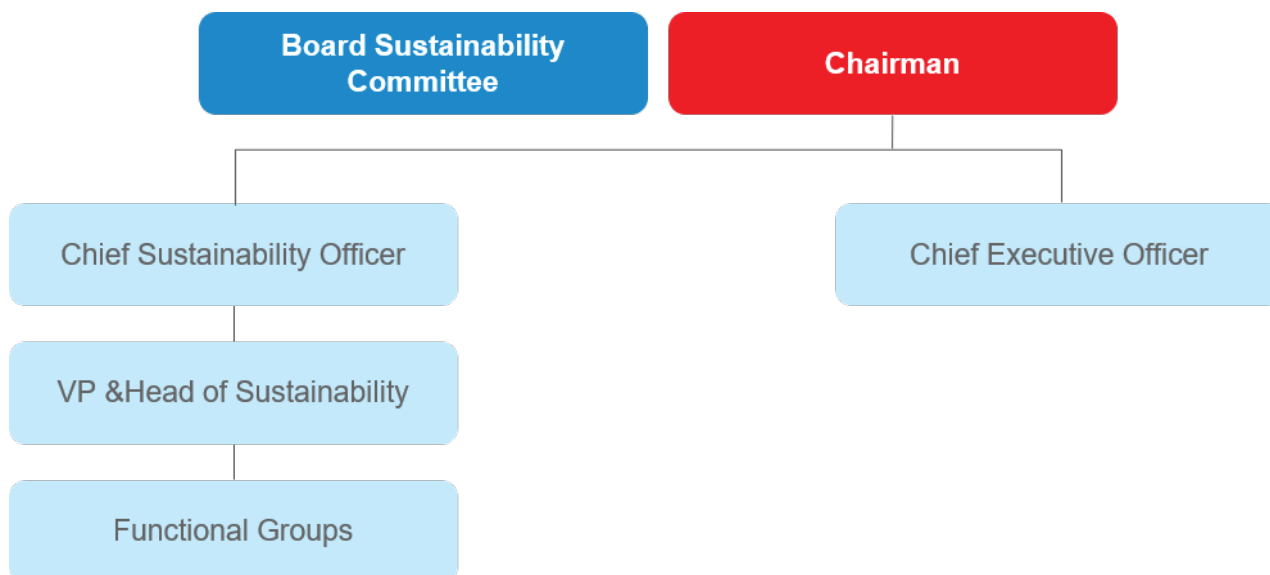 Board Sustainability
Committee
Chairman
Chief Sustainability Officer
Chief Executive Officer
VP &Head of Sustainability
Functional Groups